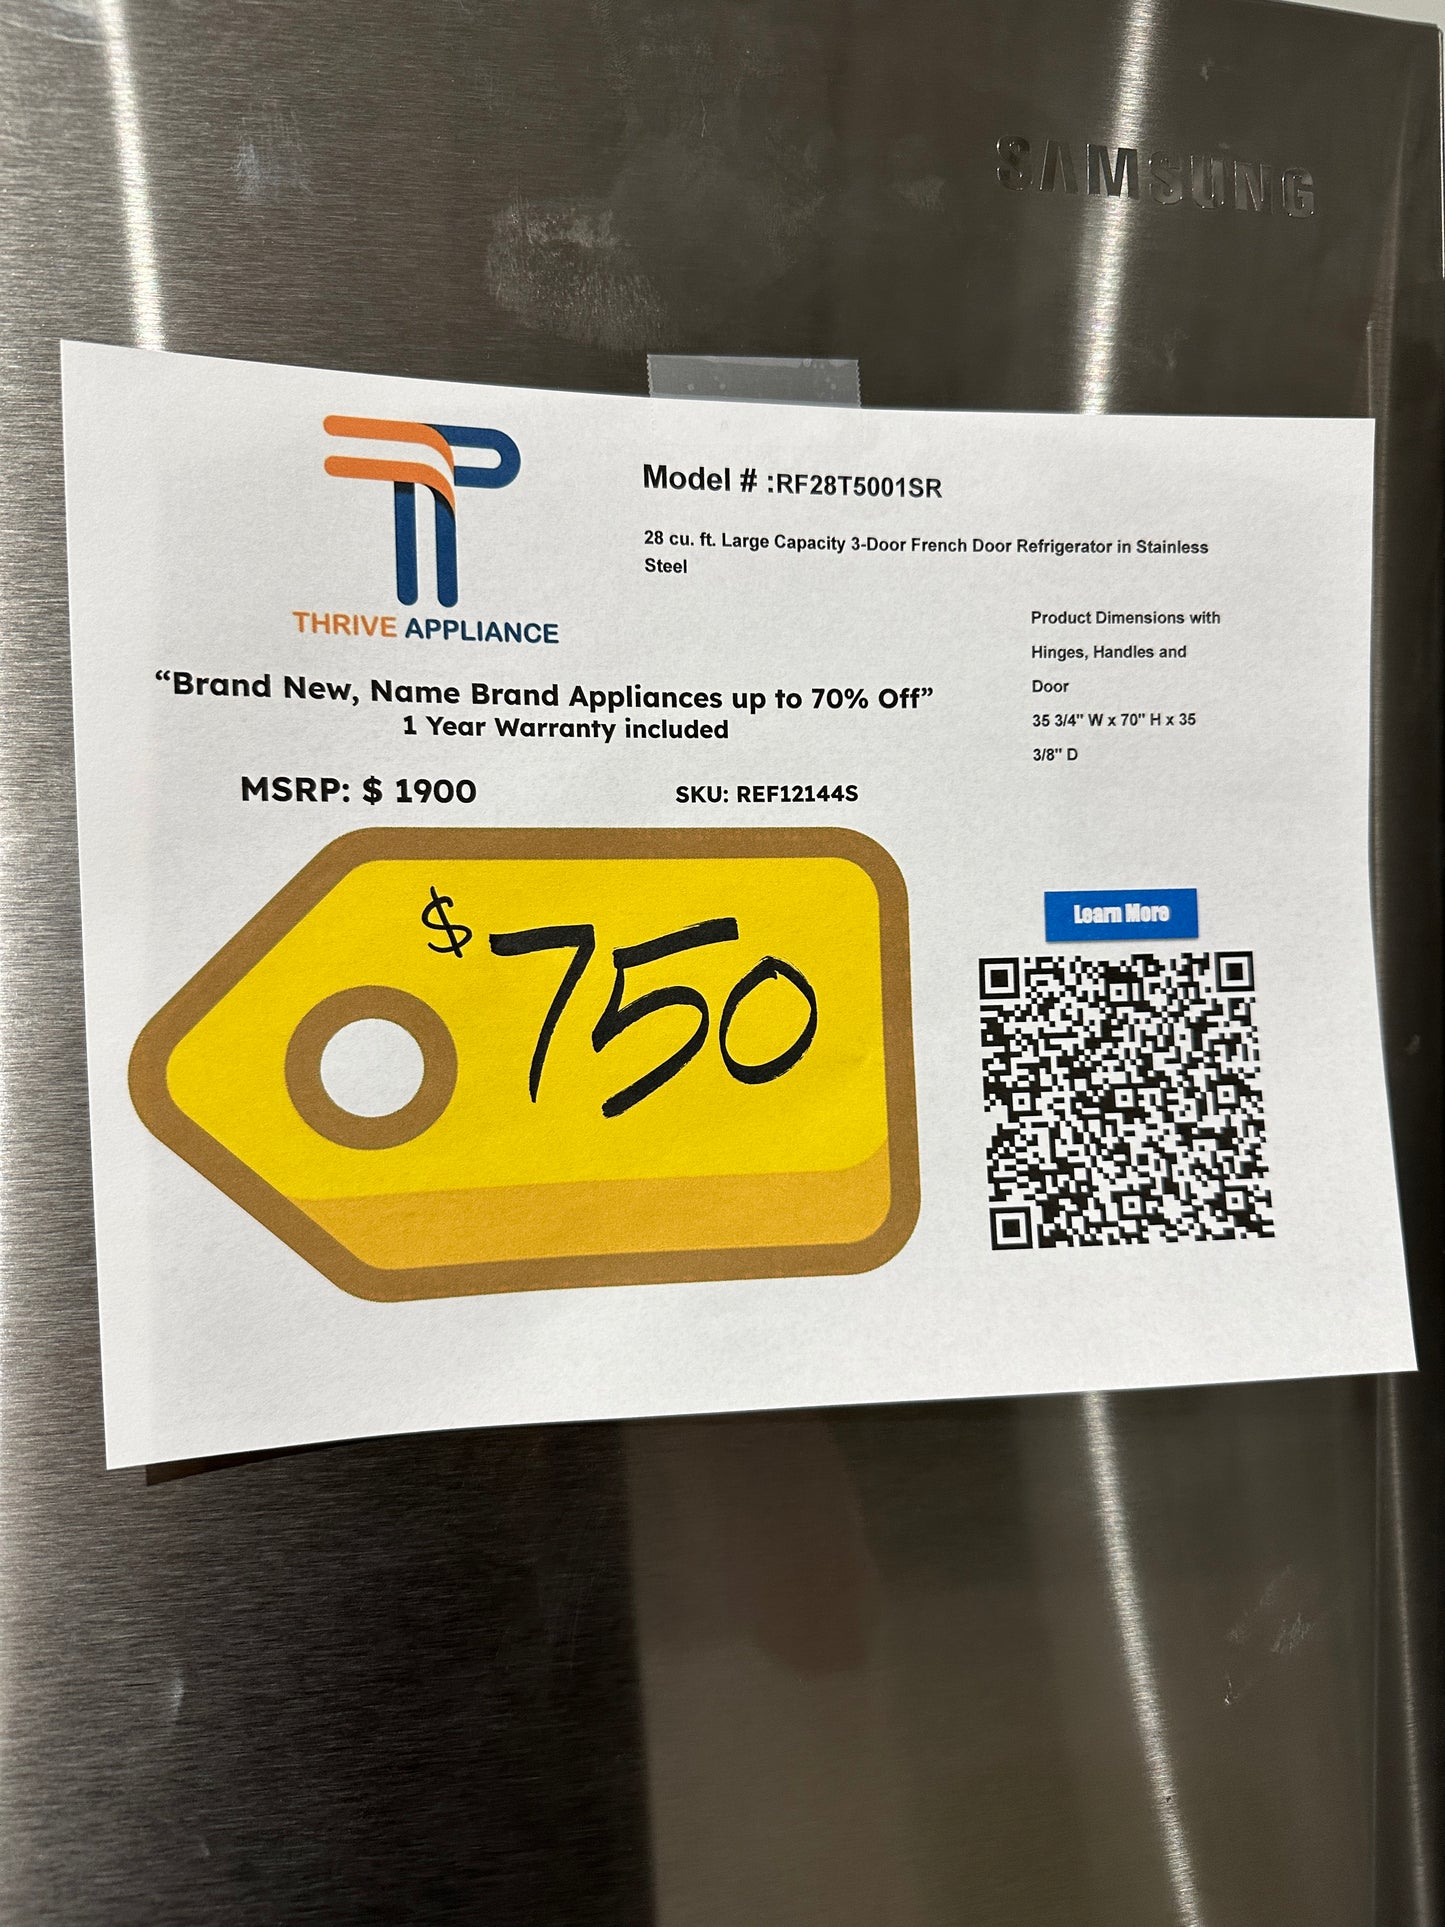 SAMSUNG
THRIVE APPLIANCE
Model # :RF28T5001SR
28 cu. ft. Large Capacity 3-Door French Door Refrigerator in Stainless
Steel
Product Dimensions with
Hinges, Handles and
Door
35 3/4" W x 70" H x 35
3/8" D
“Brand New, Name Brand Appliances up to 70% Off”
1 Year Warranty included
MSRP: $ 1900
SKU: REF12144S
$750
Learn More